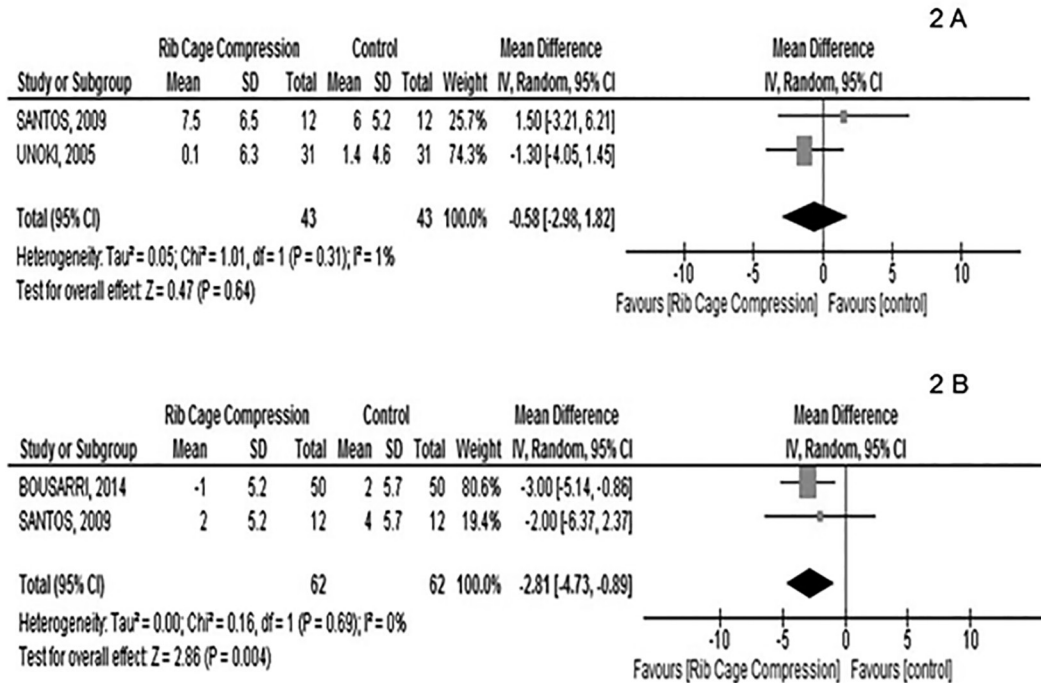 2 A
Rib Cage Compression Control Mean Difference Mean Difference
Study or Subgroup Mean SD Total Mean SD Total Weight IV, Random, 95% CI IV, Random, 95% CI
SANTOS, 2009 7.5 6.5 12 6 5.2 12 25.7% 1.50 [-3.21, 6.21]
UNOKI, 2005 0.1 6.3 31 1.4 4.6 31 74.3% -1.30 [-4.05, 1.45]
Total (95% CI) 43 43 100.0% -0.58 [-2.98, 1.82]
Heterogeneity: Tau² = 0.05; Chi² = 1.01, df = 1 (P = 0.31); I² = 1%
Test for overall effect: Z = 0.47 (P = 0.64)
-10 -5 0 5 10
Favours [Rib Cage Compression] Favours [control]
2 B
Rib Cage Compression Control Mean Difference Mean Difference
Study or Subgroup Mean SD Total Mean SD Total Weight IV, Random, 95% CI IV, Random, 95% CI
BOUSARRI, 2014 -1 5.2 50 2 5.7 50 80.6% -3.00 [-5.14, -0.86]
SANTOS, 2009 2 5.2 12 4 5.7 12 19.4% -2.00 [-6.37, 2.37]
Total (95% CI) 62 62 100.0% -2.81 [-4.73, -0.89]
Heterogeneity: Tau² = 0.00; Chi² = 0.16, df = 1 (P = 0.69); I² = 0%
Test for overall effect: Z = 2.86 (P = 0.004)
-10 -5 0 5 10
Favours [Rib Cage Compression] Favours [control]